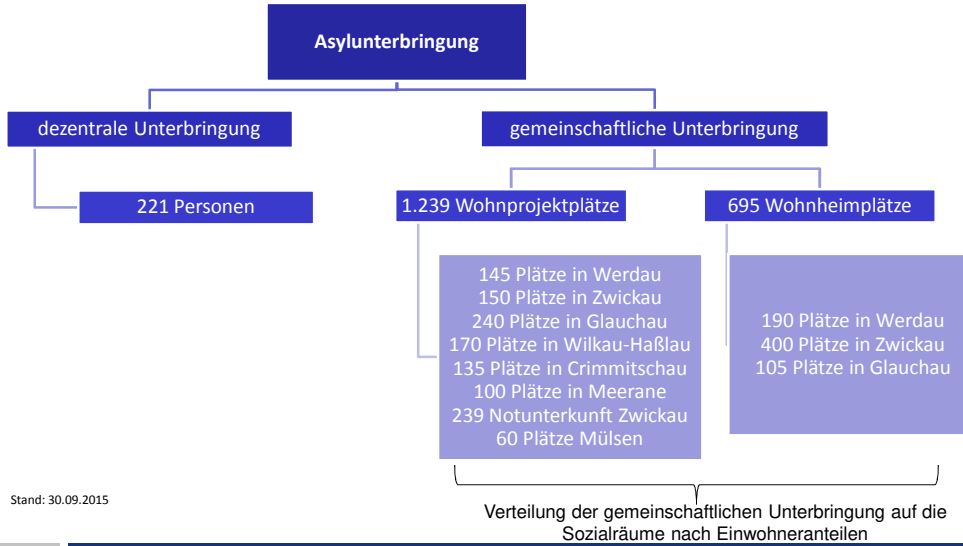 Asylunterbringung
dezentrale Unterbringung
gemeinschaftliche Unterbringung
221 Personen
1.239 Wohnprojektplätze
695 Wohnheimplätze
145 Plätze in Werdau
150 Plätze in Zwickau
240 Plätze in Glauchau
170 Plätze in Wilkau-Haßlau
135 Plätze in Crimmitschau
100 Plätze in Meerane
239 Notunterkunft Zwickau
60 Plätze Mülsen
190 Plätze in Werdau
400 Plätze in Zwickau
105 Plätze in Glauchau
Stand: 30.09.2015
Verteilung der gemeinschaftlichen Unterbringung auf die
Sozialräume nach Einwohneranteilen